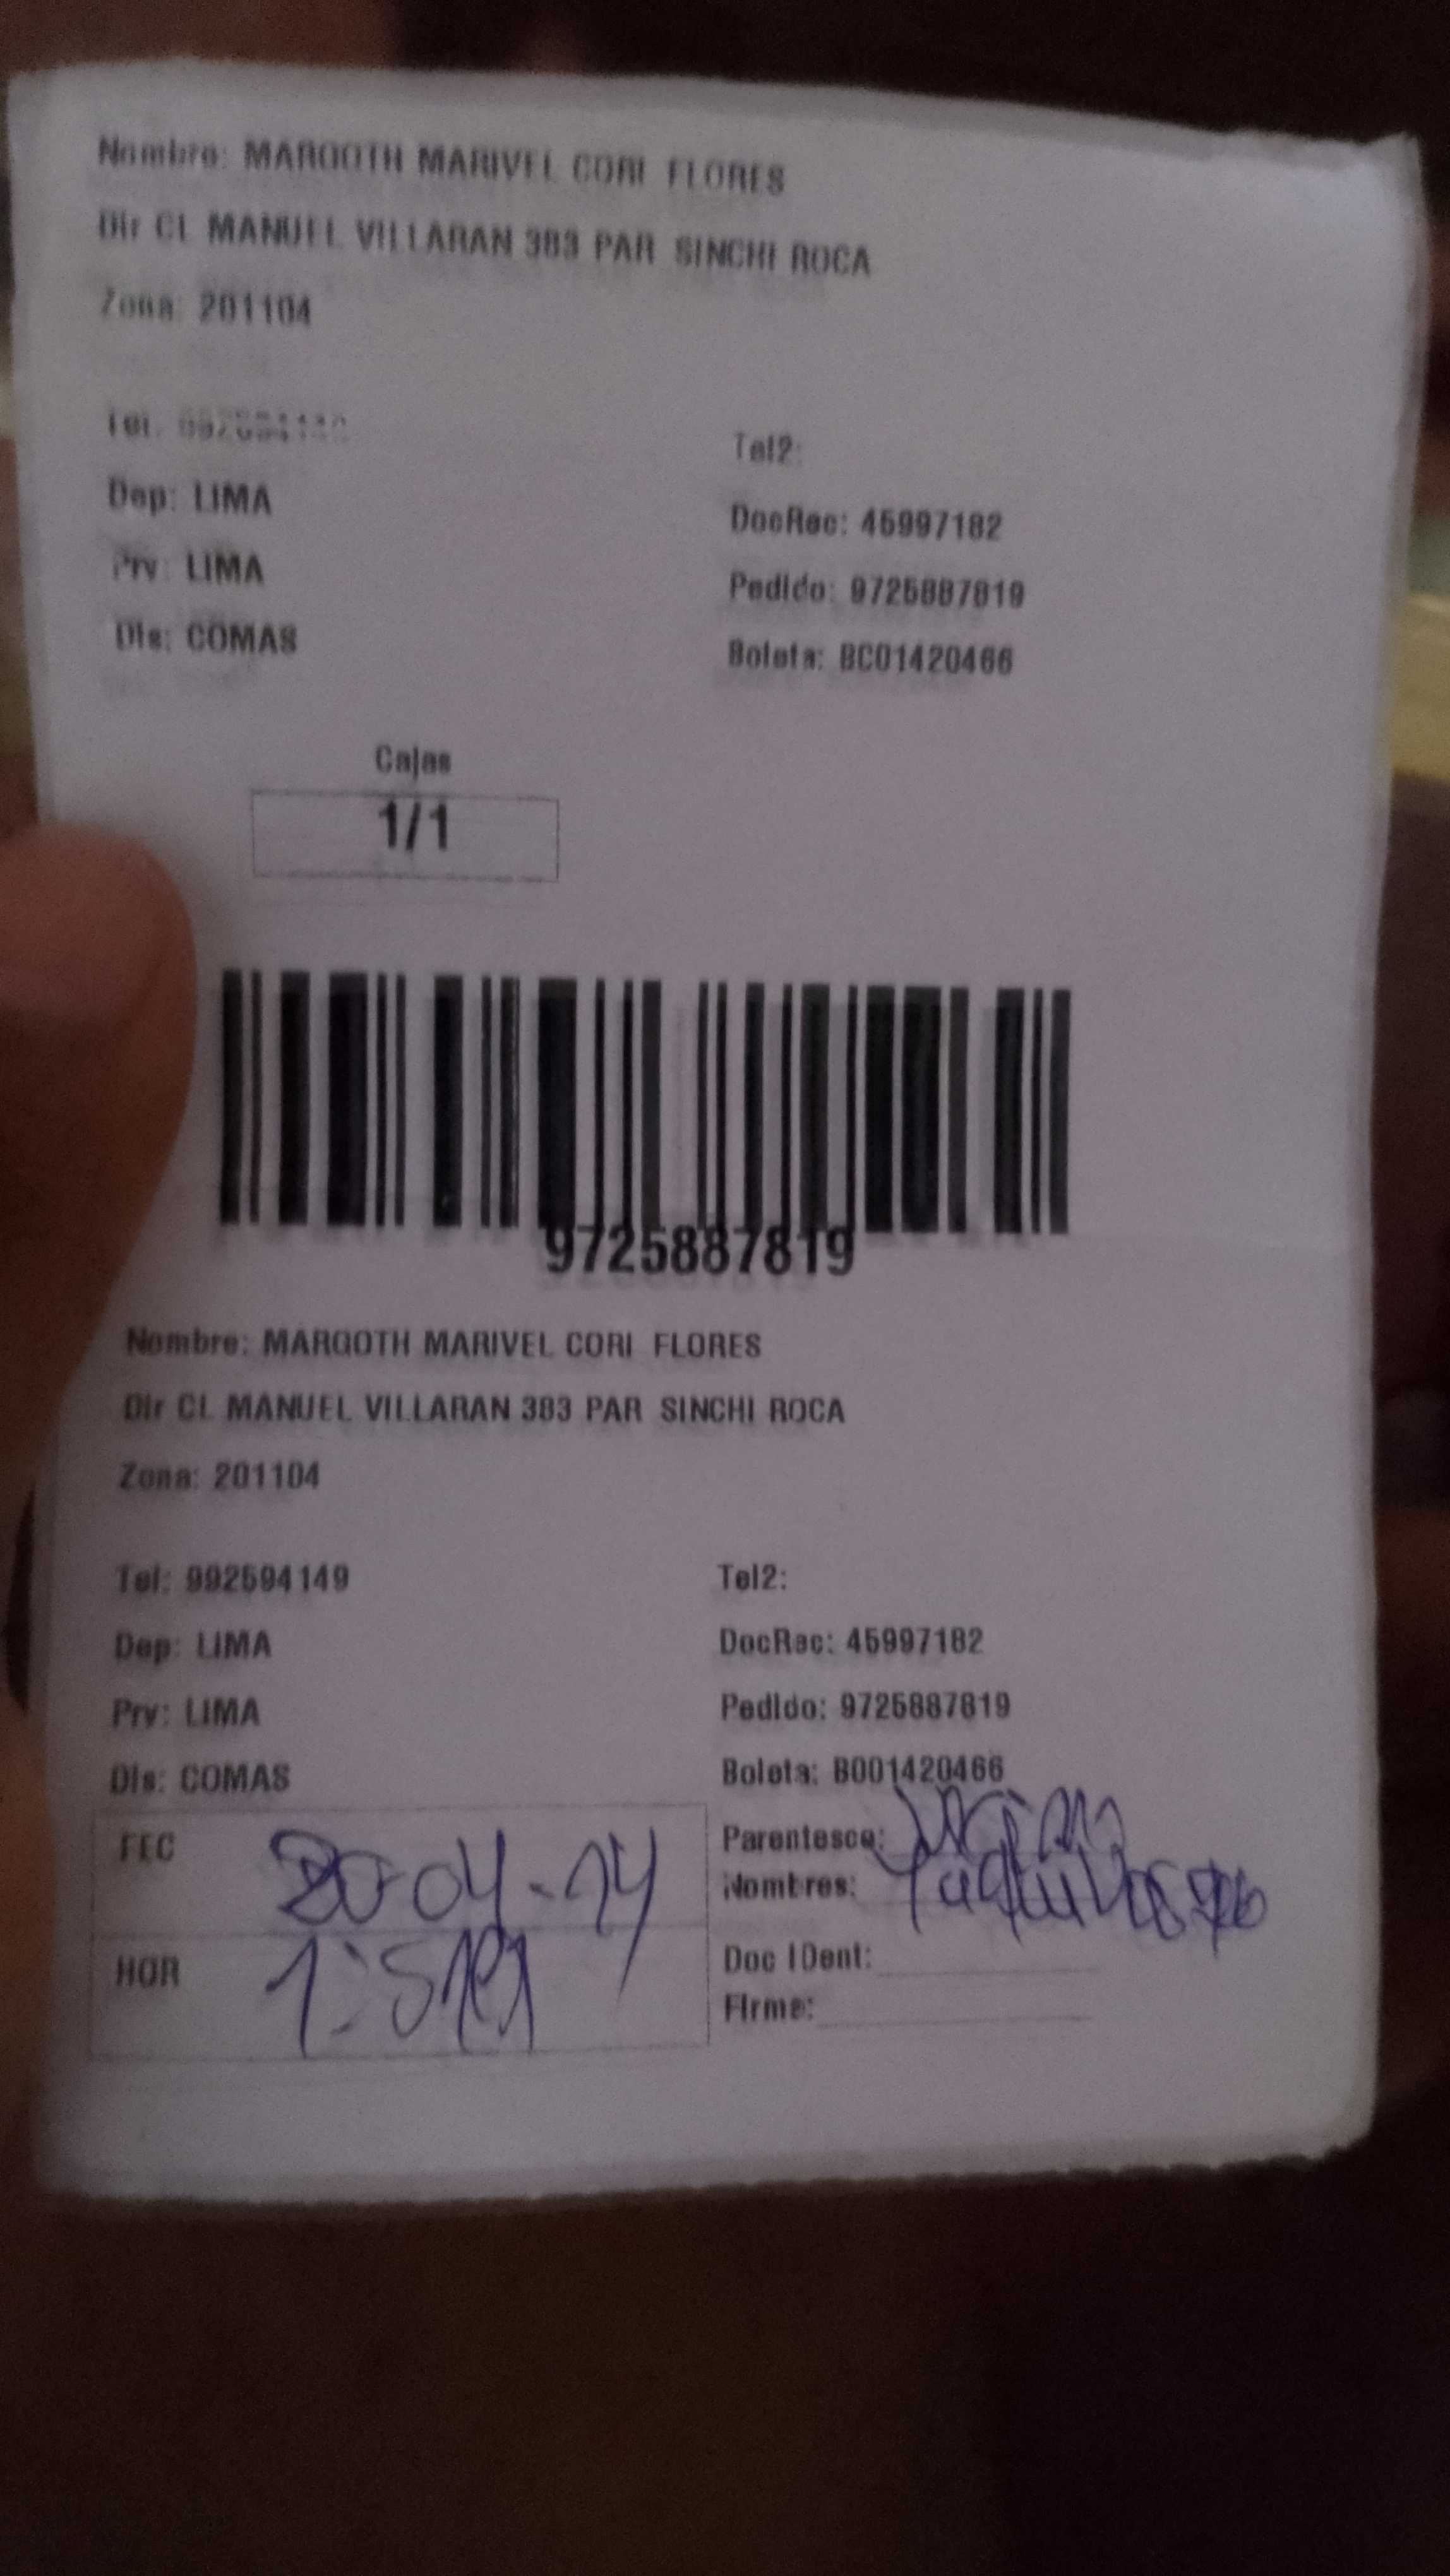 Nombre: MARGOTH MARIVEL CORI FLORES
Dir CL MANUEL VILLARAN 383 PAR SINCHI ROCA
Zona: 201104
Tel:
Tel2:
Dep: LIMA
DocRec: 45997182
Prv: LIMA
Pedido: 9725887819
Dis: COMAS
Boleta: B001420466
Cajas
1/1
9725887819
Nombre: MARGOTH MARIVEL CORI FLORES
Dir CL MANUEL VILLARAN 383 PAR SINCHI ROCA
Zona: 201104
Tel: 992594149
Tel2:
Dep: LIMA
DocRec: 45997182
Prv: LIMA
Pedido: 9725887819
Dis: COMAS
Boleta: B001420466
FEC
Parentesco:
Nombres:
HOR
Doc IDent:
Firma: